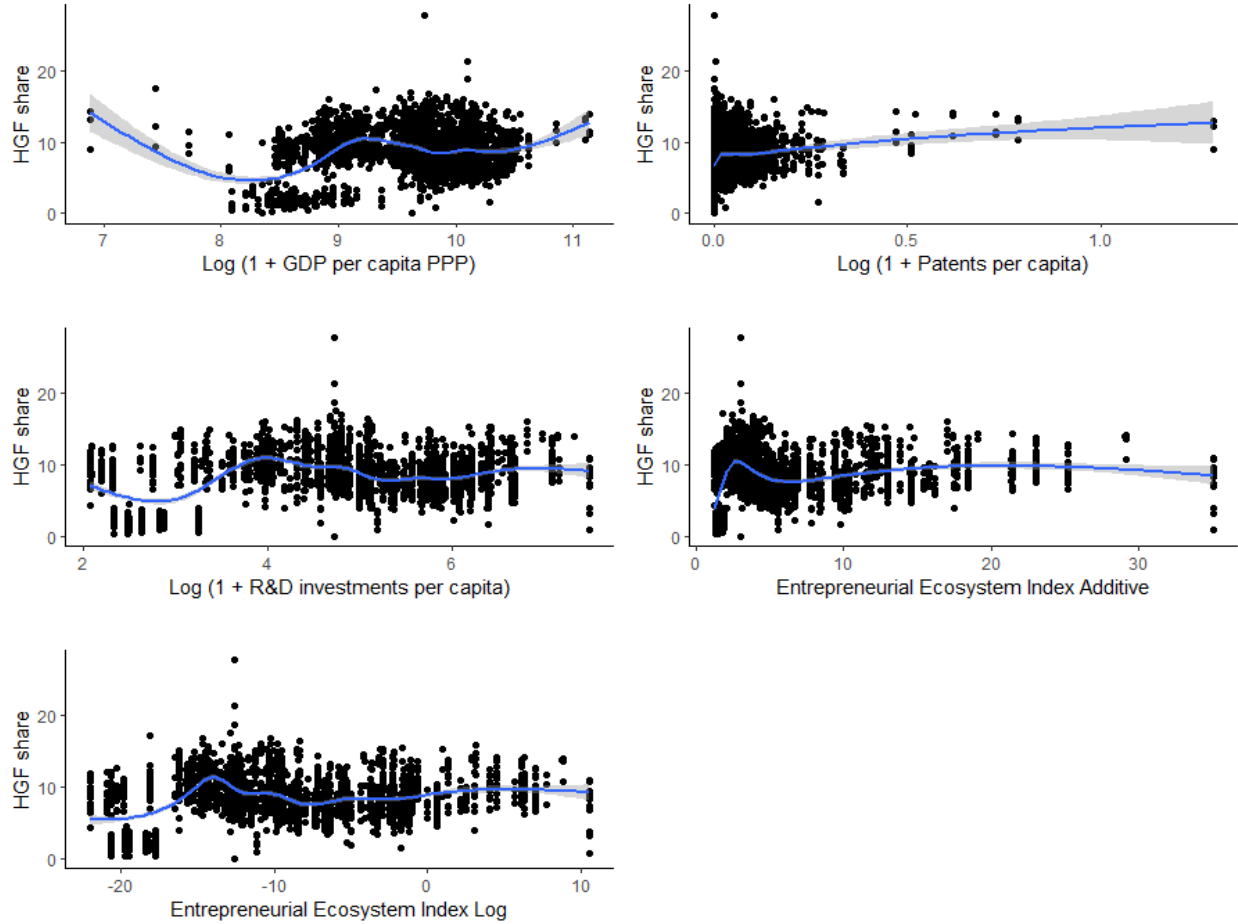 HGF share
20
10
0
7 8 9 10 11
Log (1 + GDP per capita PPP)
HGF share
20
10
0
0.0 0.5 1.0
Log (1 + Patents per capita)
HGF share
20
10
0
2 4 6
Log (1 + R&D investments per capita)
HGF share
20
10
0
0 10 20 30
Entrepreneurial Ecosystem Index Additive
HGF share
20
10
0
-20 -10 0 10
Entrepreneurial Ecosystem Index Log